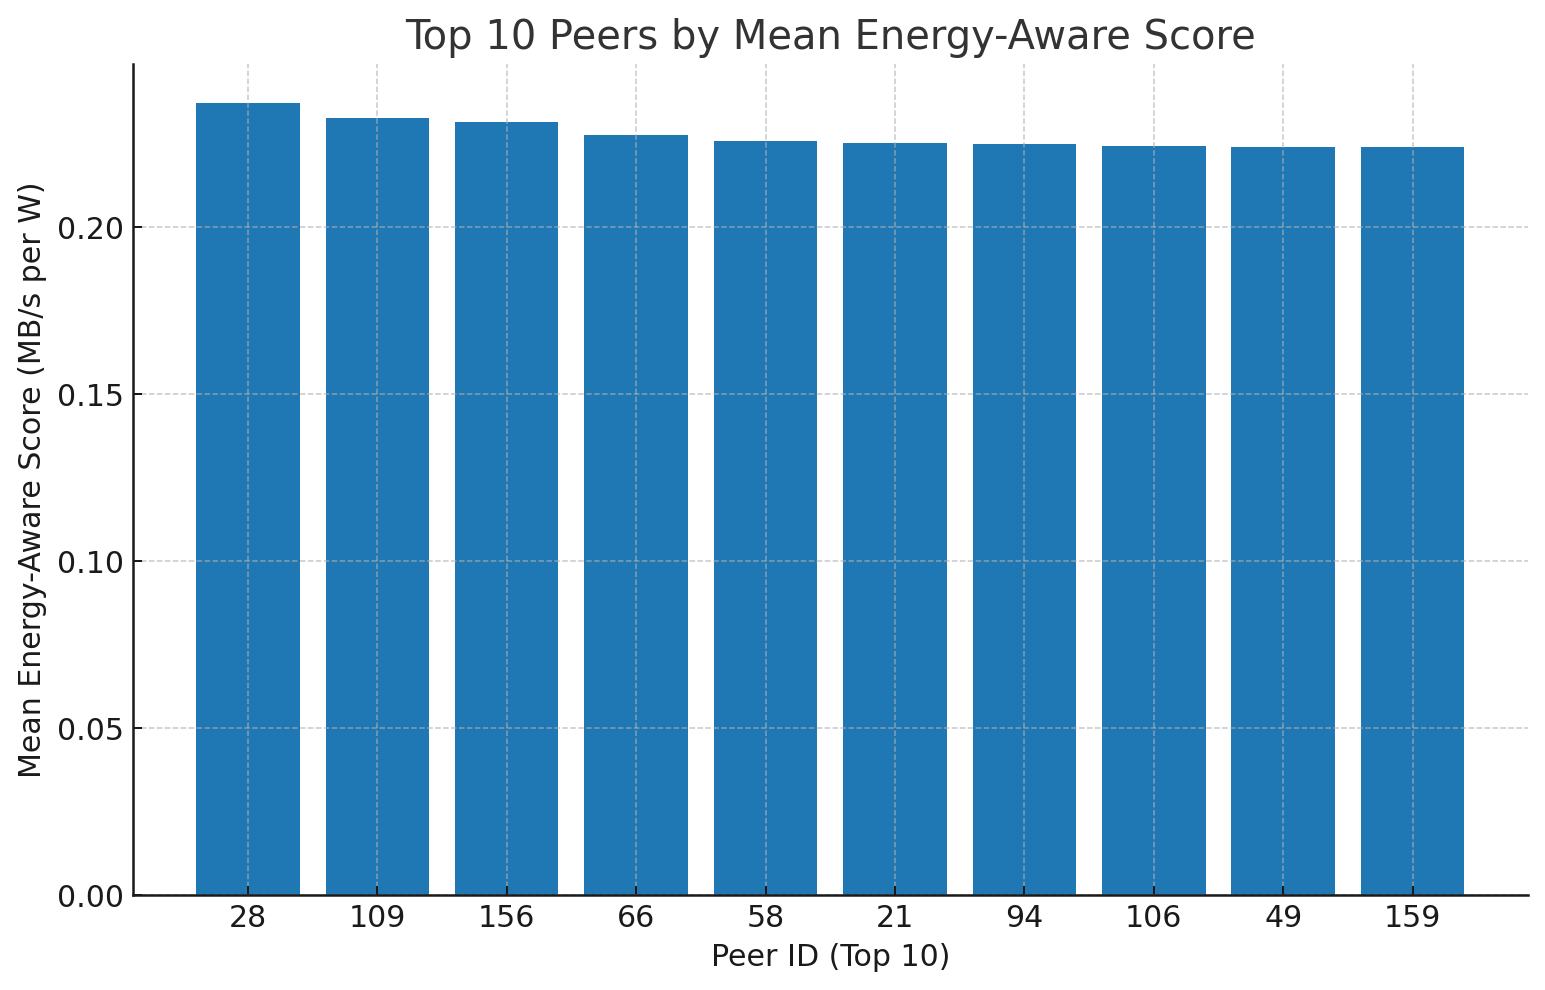 Top 10 Peers by Mean Energy-Aware Score
Mean Energy-Aware Score (MB/s per W)
0.20
0.15
0.10
0.05
0.00
28 109 156 66 58 21 94 106 49 159
Peer ID (Top 10)